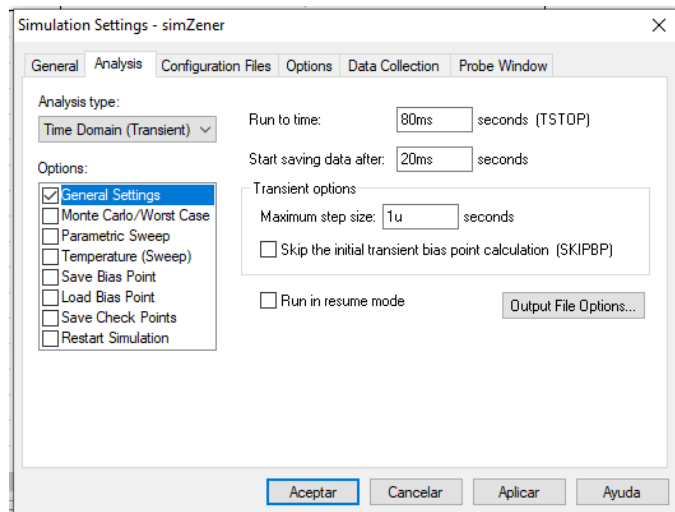 Simulation Settings - simZener
General Analysis Configuration Files Options Data Collection Probe Window
Analysis type:
Time Domain (Transient)
Options:
General Settings
Monte Carlo/Worst Case
Parametric Sweep
Temperature (Sweep)
Save Bias Point
Load Bias Point
Save Check Points
Restart Simulation
Run to time: 80ms seconds (TSTOP)
Start saving data after: 20ms seconds
Transient options
Maximum step size: 1u seconds
Skip the initial transient bias point calculation (SKIPBP)
Run in resume mode
Output File Options...
Aceptar Cancelar Aplicar Ayuda